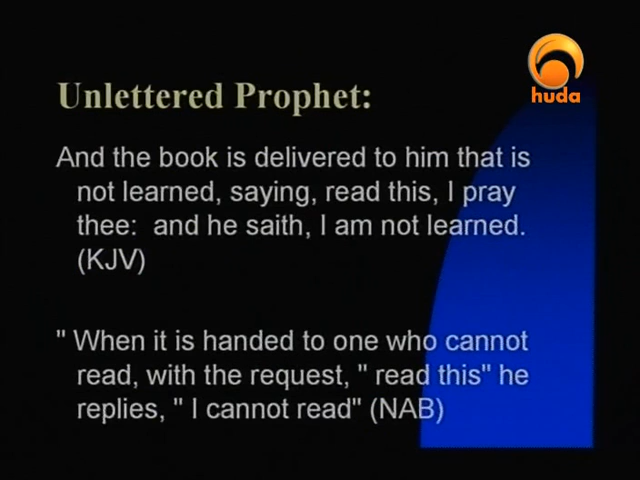 huda
Unlettered Prophet:
And the book is delivered to him that is
not learned, saying, read this, I pray
thee: and he saith, I am not learned.
(KJV)
" When it is handed to one who cannot
read, with the request, " read this" he
replies, " I cannot read" (NAB)